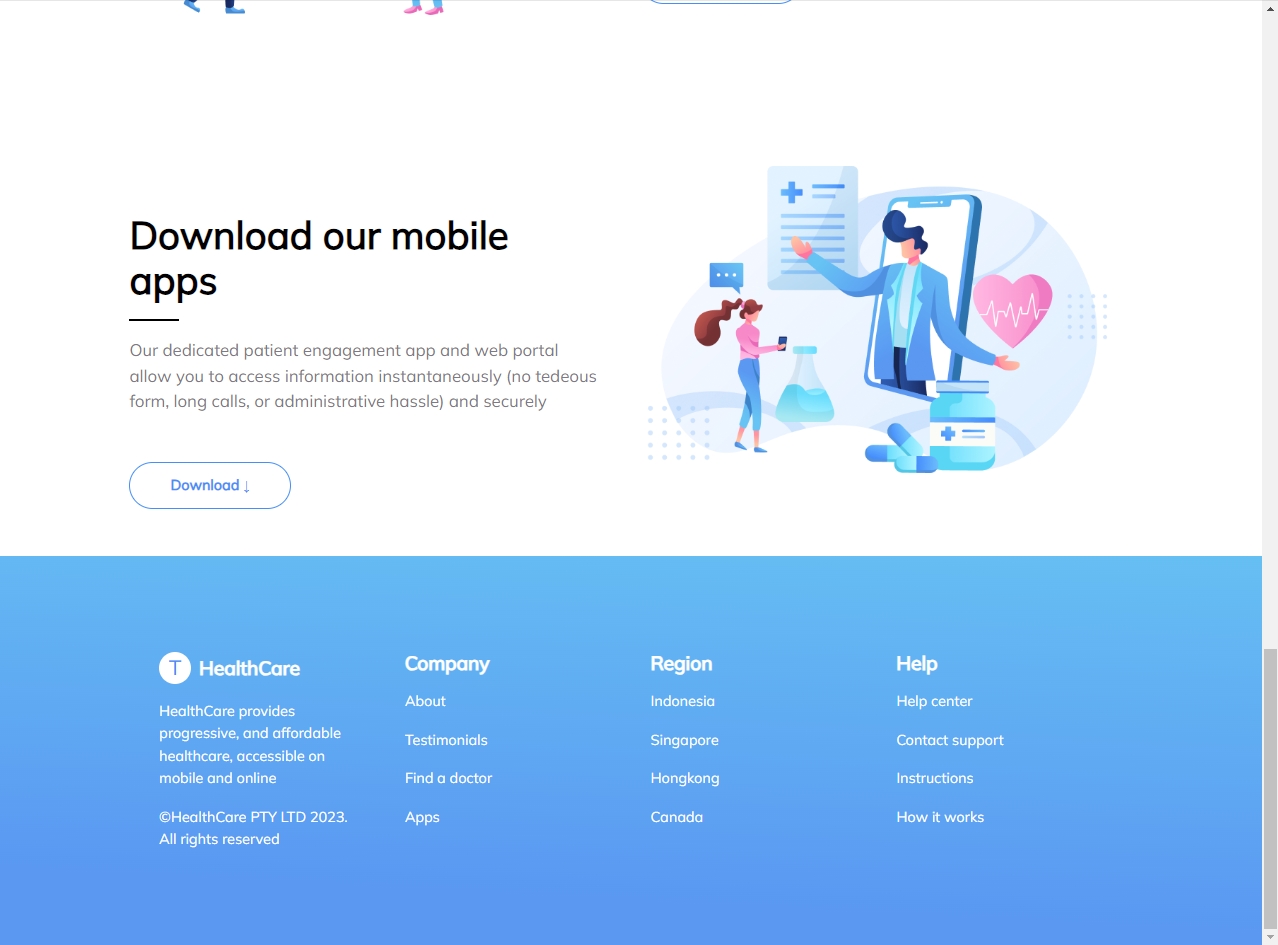 Download our mobile
apps
Our dedicated patient engagement app and web portal
allow you to access information instantaneously (no tedeous
form, long calls, or administrative hassle) and securely
Download ↓
T HealthCare
HealthCare provides
progressive, and affordable
healthcare, accessible on
mobile and online
©HealthCare PTY LTD 2023.
All rights reserved
Company
About
Testimonials
Find a doctor
Apps
Region
Indonesia
Singapore
Hongkong
Canada
Help
Help center
Contact support
Instructions
How it works